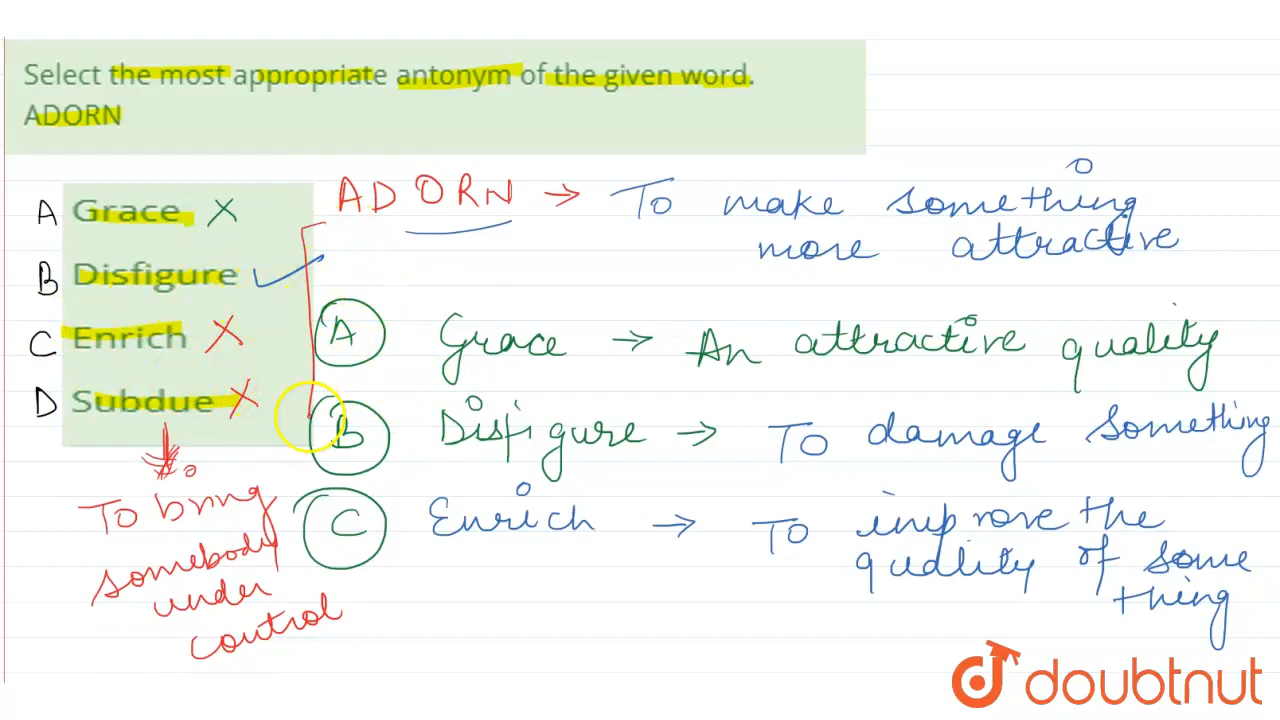 Select the most appropriate antonym of the given word.
ADORN
A Grace X
B Disfigure ✓
C Enrich X
D Subdue X
To bring
somebody
under
control
ADORN → To make something
more attractive
A Grace → An attractive quality
B Disfigure → To damage something
C Enrich → To improve the
quality of some
thing
doubtnut